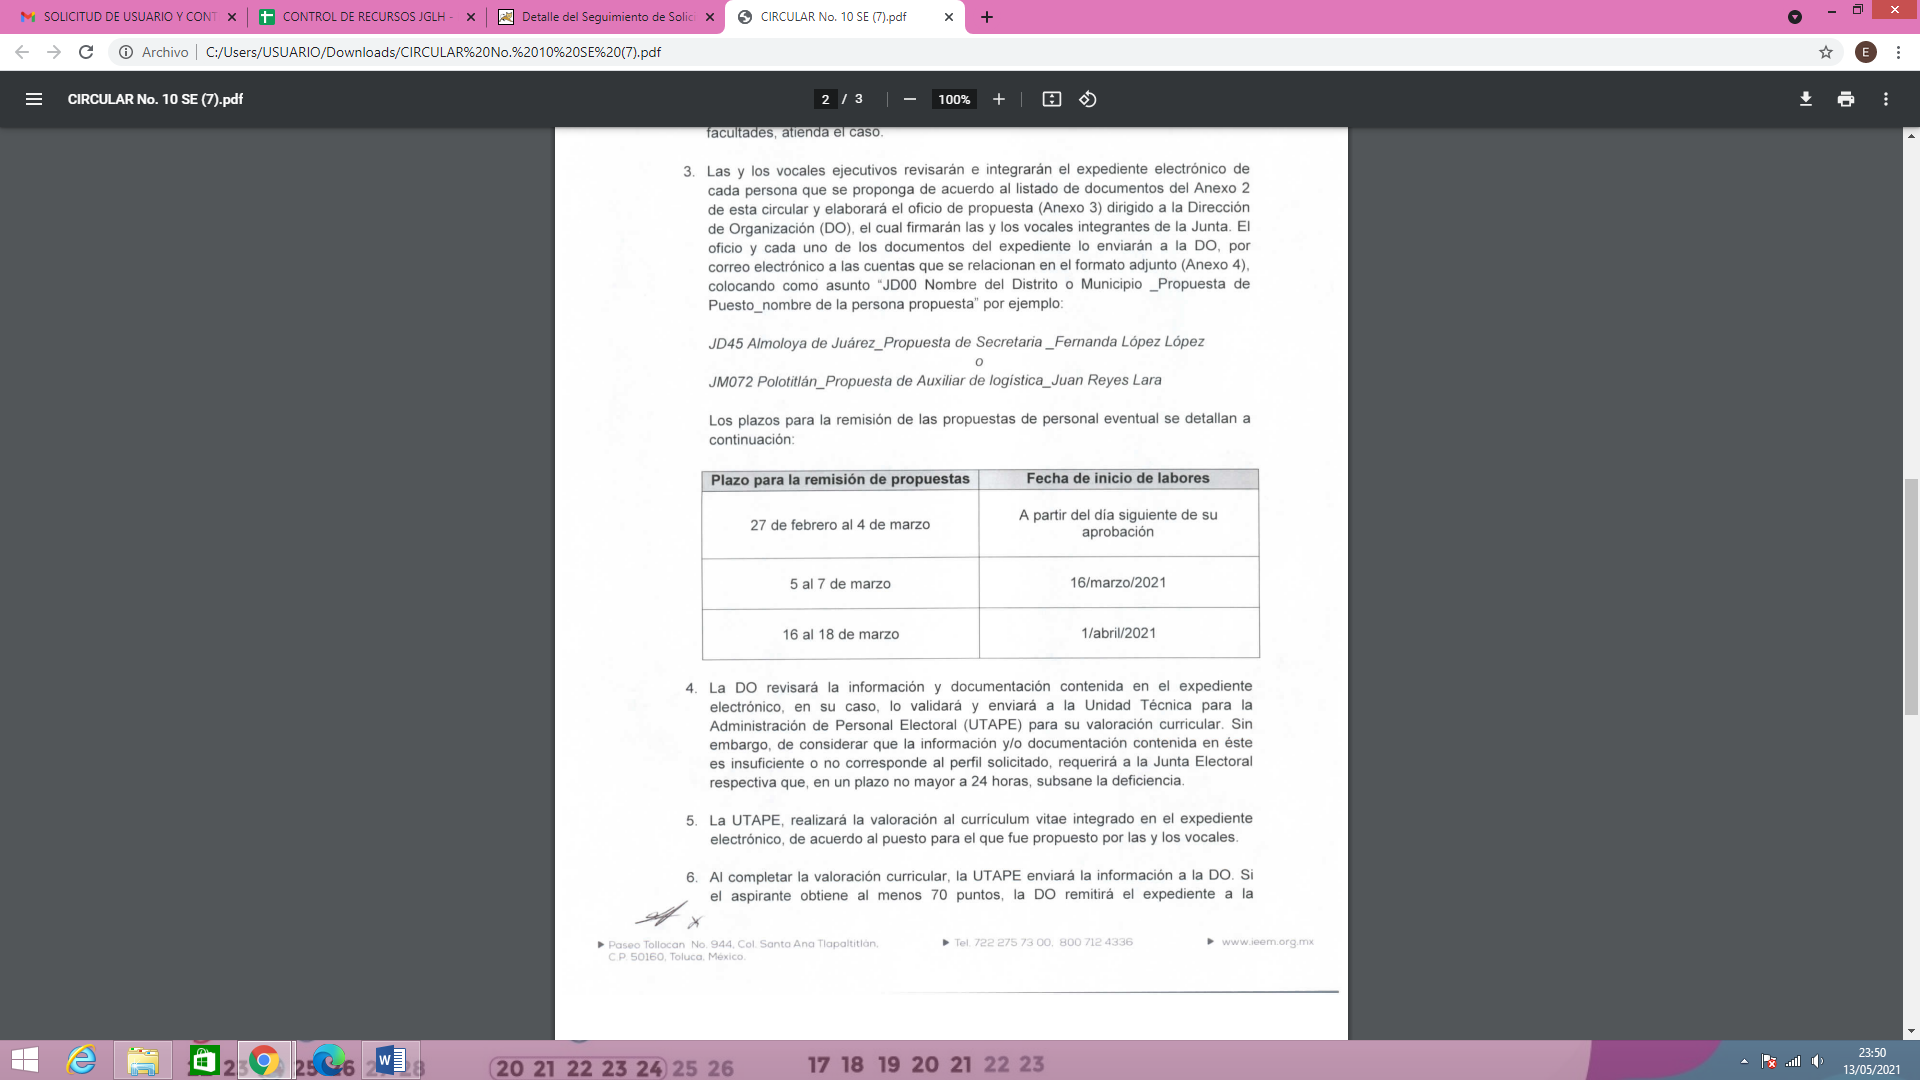 SOLICITUD DE USUARIO Y CONT
CONTROL DE RECURSOS JGLH -
Detalle del Seguimiento de Solici
CIRCULAR No. 10 SE (7).pdf
Archivo
C:/Users/USUARIO/Downloads/CIRCULAR%20No.%2010%20SE%20(7).pdf
E
CIRCULAR No. 10 SE (7).pdf
2 / 3
100%
facultades, atienda el caso.
3. Las y los vocales ejecutivos revisarán e integrarán el expediente electrónico de
cada persona que se proponga de acuerdo al listado de documentos del Anexo 2
de esta circular y elaborará el oficio de propuesta (Anexo 3) dirigido a la Dirección
de Organización (DO), el cual firmarán las y los vocales integrantes de la Junta. El
oficio y cada uno de los documentos del expediente lo enviarán a la DO, por
correo electrónico a las cuentas que se relacionan en el formato adjunto (Anexo 4),
colocando como asunto "JD00 Nombre del Distrito o Municipio _Propuesta de
Puesto_nombre de la persona propuesta" por ejemplo:
JD45 Almoloya de Juárez_Propuesta de Secretaria _Fernanda López López
o
JM072 Polotitlán_Propuesta de Auxiliar de logística_Juan Reyes Lara
Los plazos para la remisión de las propuestas de personal eventual se detallan a
continuación:
Plazo para la remisión de propuestas
Fecha de inicio de labores
27 de febrero al 4 de marzo
A partir del día siguiente de su
aprobación
5 al 7 de marzo
16/marzo/2021
16 al 18 de marzo
1/abril/2021
4. La DO revisará la información y documentación contenida en el expediente
electrónico, en su caso, lo validará y enviará a la Unidad Técnica para la
Administración de Personal Electoral (UTAPE) para su valoración curricular. Sin
embargo, de considerar que la información y/o documentación contenida en éste
es insuficiente o no corresponde al perfil solicitado, requerirá a la Junta Electoral
respectiva que, en un plazo no mayor a 24 horas, subsane la deficiencia.
5. La UTAPE, realizará la valoración al currículum vitae integrado en el expediente
electrónico, de acuerdo al puesto para el que fue propuesto por las y los vocales.
6. Al completar la valoración curricular, la UTAPE enviará la información a la DO. Si
el aspirante obtiene al menos 70 puntos, la DO remitirá el expediente a la
Paseo Tollocan No. 944, Col. Santa Ana Tlapaltitlán,
C.P. 50160, Toluca, México.
Tel. 722 275 73 00, 800 712 4336
www.ieem.org.mx
20 21 22 23 24 25 26
17 18 19 20 21 22 23
23:50
13/05/2021